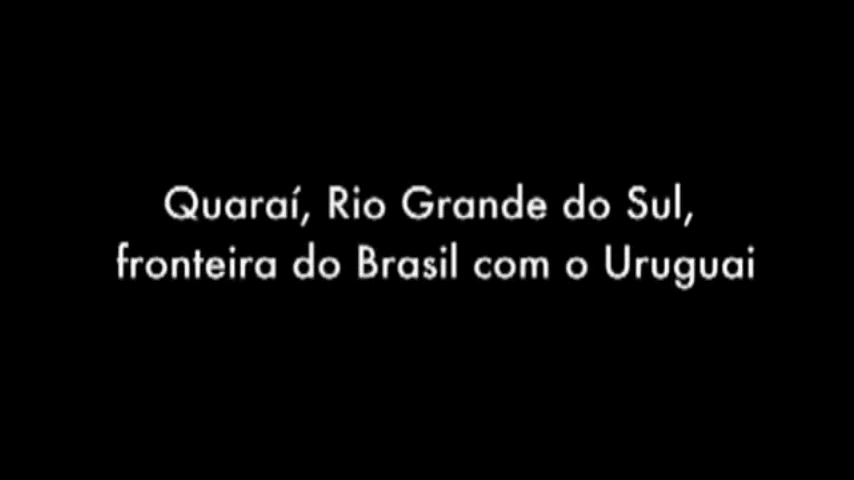 Quaraí, Rio Grande do Sul,
fronteira do Brasil com o Uruguai